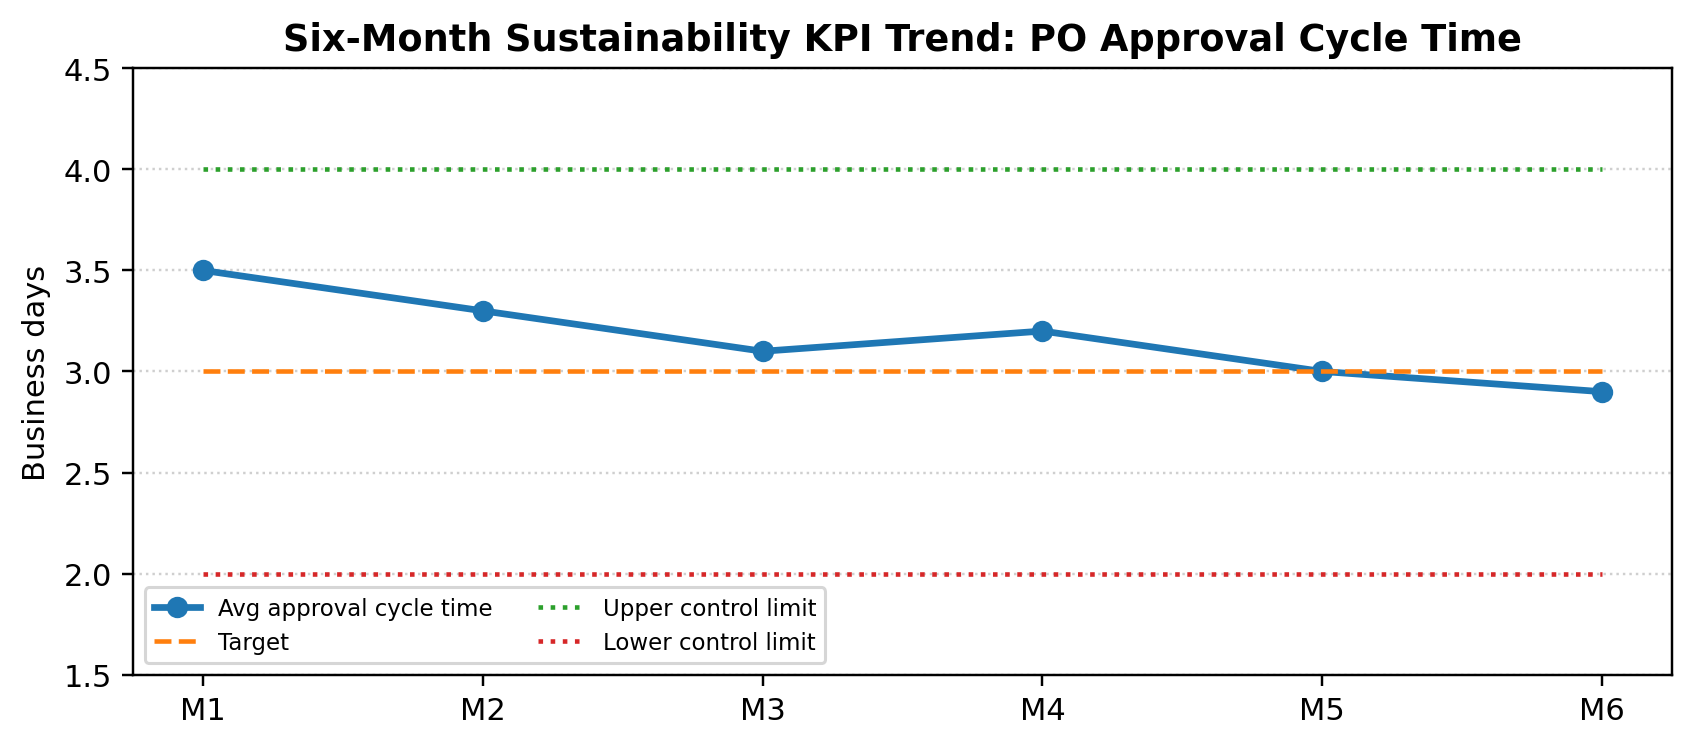 Six-Month Sustainability KPI Trend: PO Approval Cycle Time
Business days
4.5
4.0
3.5
3.0
2.5
2.0
1.5
Avg approval cycle time
Target
Upper control limit
Lower control limit
M1 M2 M3 M4 M5 M6